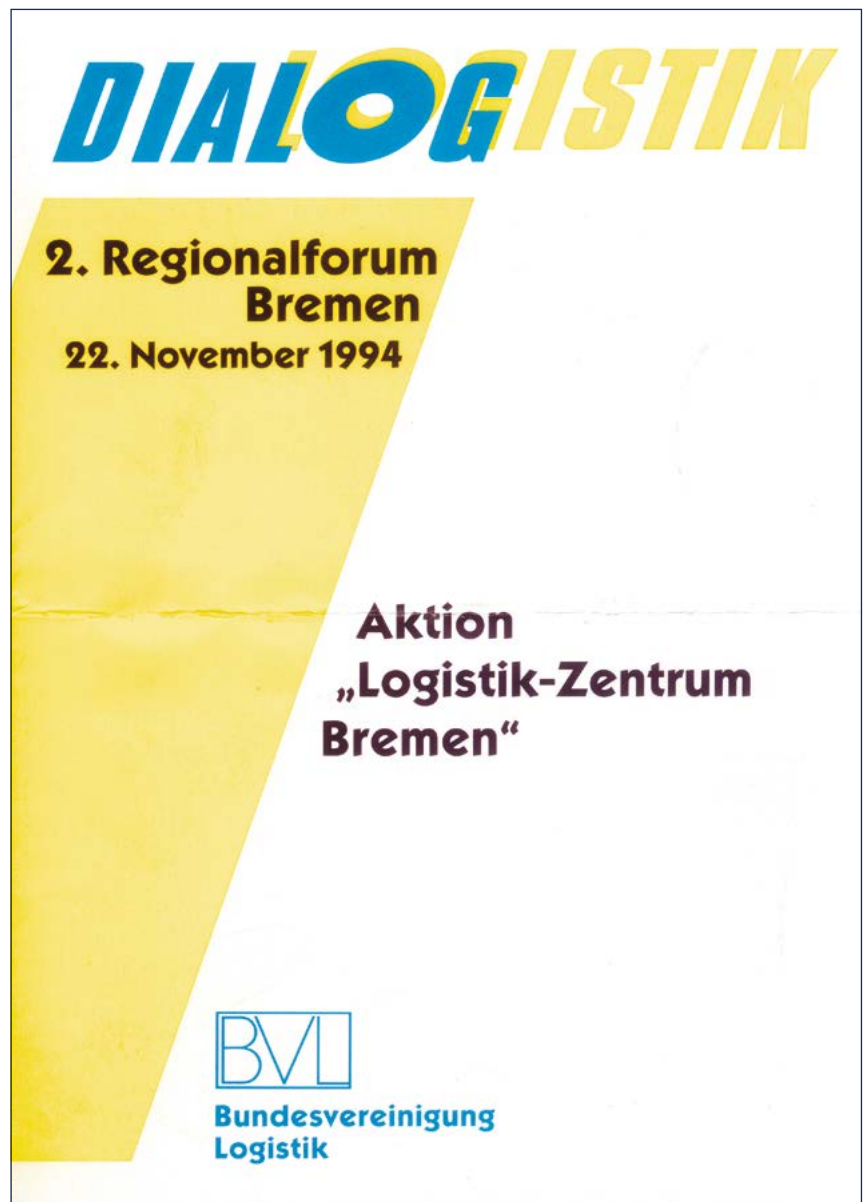 DIALOGISTIK
2. Regionalforum
Bremen
22. November 1994
Aktion
„Logistik-Zentrum
Bremen“
BVL
Bundesvereinigung
Logistik